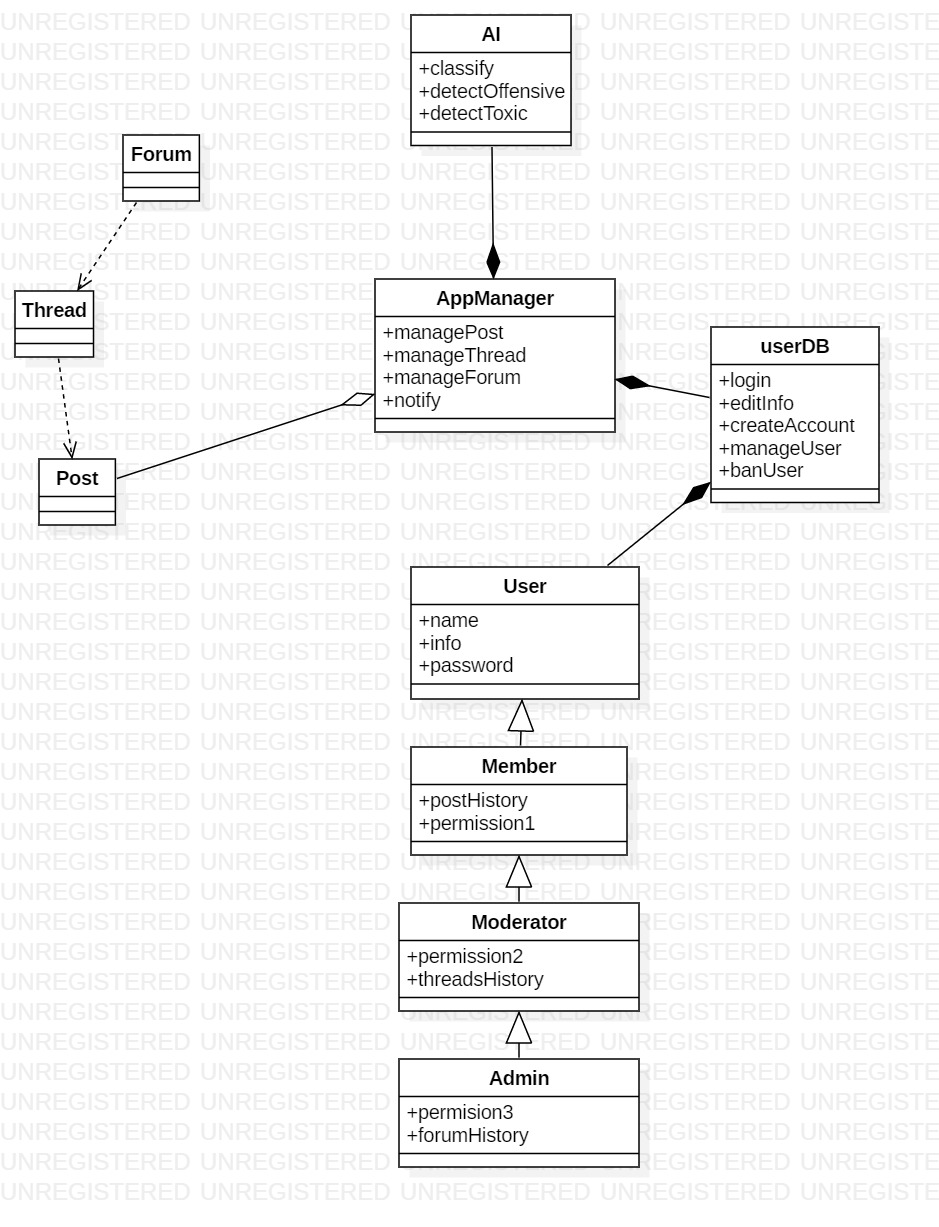 AI
+classify
+detectOffensive
+detectToxic
Forum
Thread
AppManager
+managePost
+manageThread
+manageForum
+notify
userDB
+login
+editInfo
+createAccount
+manageUser
+banUser
Post
User
+name
+info
+password
Member
+postHistory
+permission1
Moderator
+permission2
+threadsHistory
Admin
+permision3
+forumHistory
UNREGISTERED